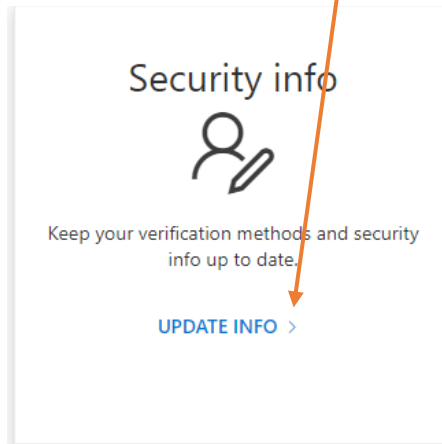 Security info
Keep your verification methods and security
info up to date.
UPDATE INFO >